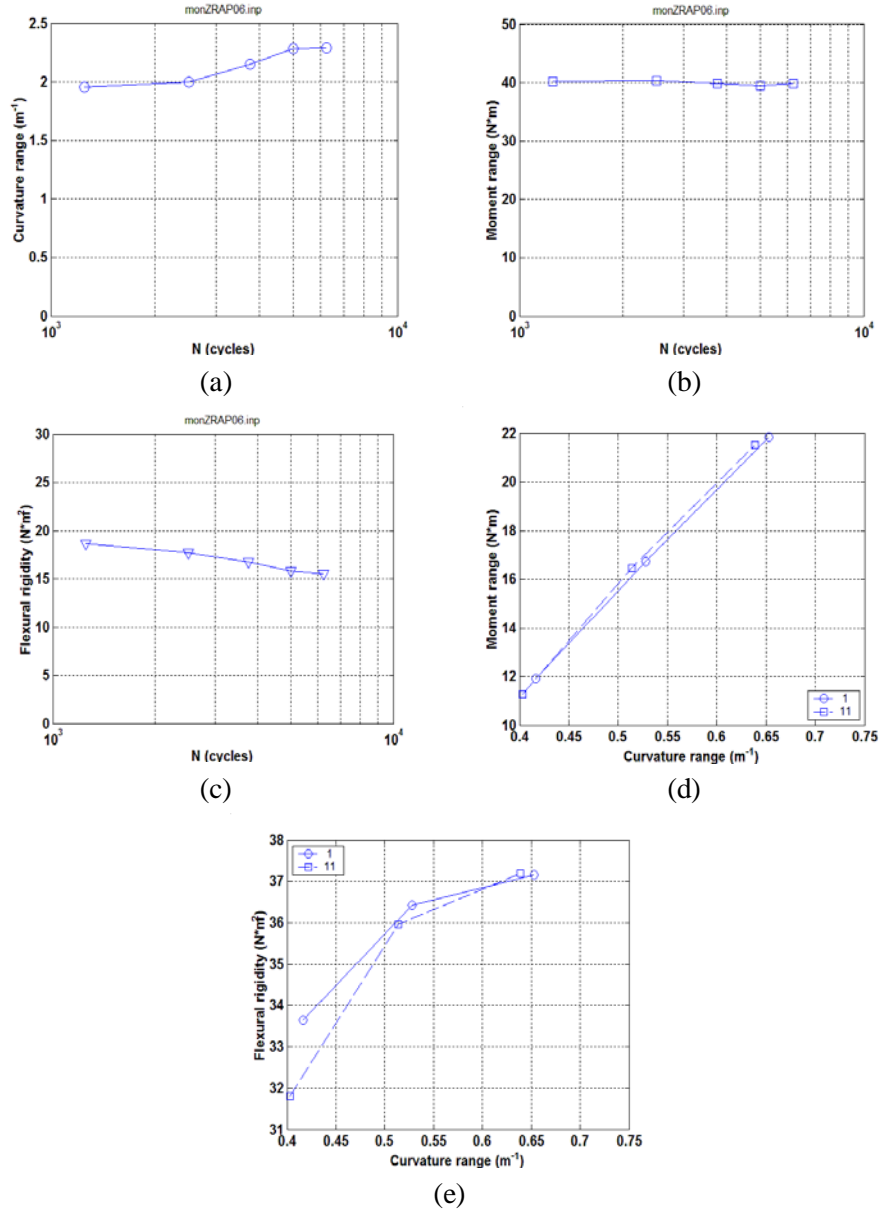 monZRAP06.inp
2.5
2
1.5
1
0.5
0
Curvature range (m⁻¹)
10³
10⁴
N (cycles)
(a)
monZRAP06.inp
50
40
30
20
10
0
Moment range (N*m)
10³
10⁴
N (cycles)
(b)
monZRAP06.inp
30
25
20
15
10
5
0
Flexural rigidity (N*m²)
10³
10⁴
N (cycles)
(c)
22
20
18
16
14
12
10
Moment range (N*m)
1
11
0.4 0.45 0.5 0.55 0.6 0.65 0.7 0.75
Curvature range (m⁻¹)
(d)
38
37
36
35
34
33
32
31
Flexural rigidity (N*m²)
1
11
0.4 0.45 0.5 0.55 0.6 0.65 0.7 0.75
Curvature range (m⁻¹)
(e)